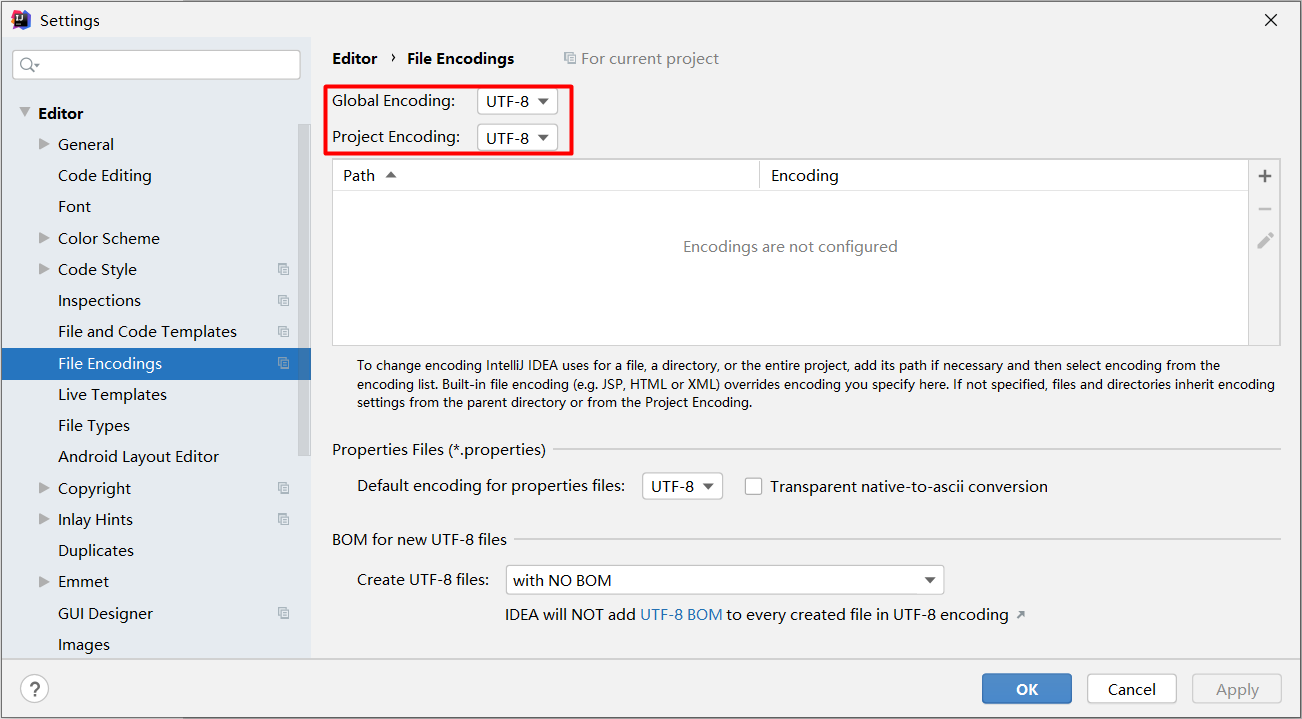 Settings
Editor › File Encodings For current project
Global Encoding: UTF-8
Project Encoding: UTF-8
Path Encoding
Encodings are not configured
To change encoding IntelliJ IDEA uses for a file, a directory, or the entire project, add its path if necessary and then select encoding from the
encoding list. Built-in file encoding (e.g. JSP, HTML or XML) overrides encoding you specify here. If not specified, files and directories inherit encoding
settings from the parent directory or from the Project Encoding.
Properties Files (*.properties)
Default encoding for properties files: UTF-8 Transparent native-to-ascii conversion
BOM for new UTF-8 files
Create UTF-8 files: with NO BOM
IDEA will NOT add UTF-8 BOM to every created file in UTF-8 encoding
Editor
General
Code Editing
Font
Color Scheme
Code Style
Inspections
File and Code Templates
File Encodings
Live Templates
File Types
Android Layout Editor
Copyright
Inlay Hints
Duplicates
Emmet
GUI Designer
Images
?
OK Cancel Apply